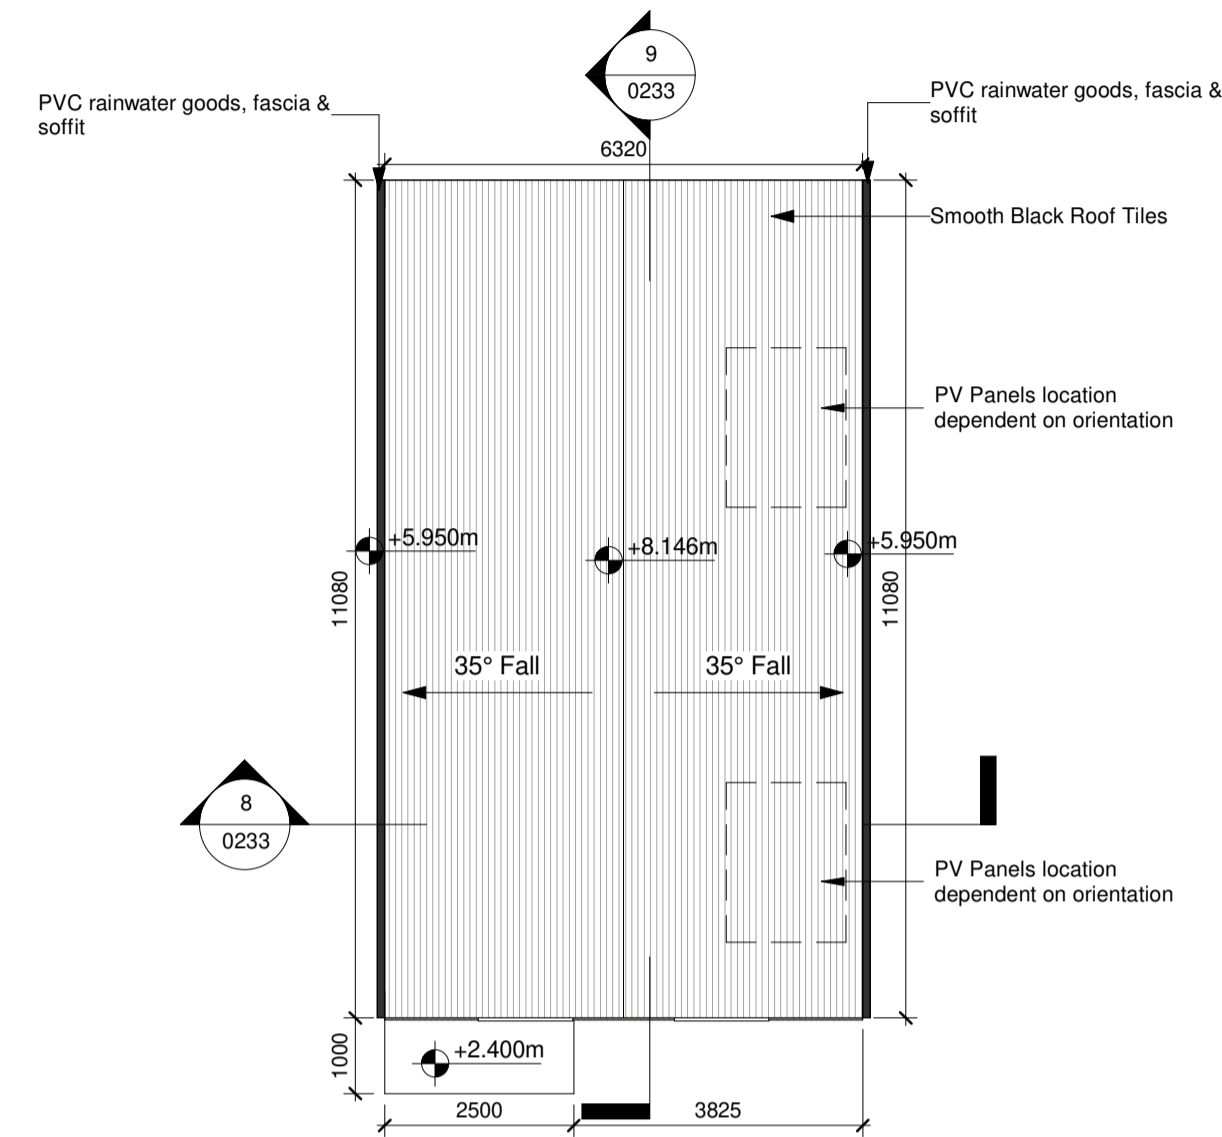 9
0233
PVC rainwater goods, fascia &
soffit
PVC rainwater goods, fascia &
soffit
6320
Smooth Black Roof Tiles
PV Panels location
dependent on orientation
+5.950m
+8.146m
+5.950m
11080
11080
35° Fall
35° Fall
8
0233
PV Panels location
dependent on orientation
1000
+2.400m
2500
3825